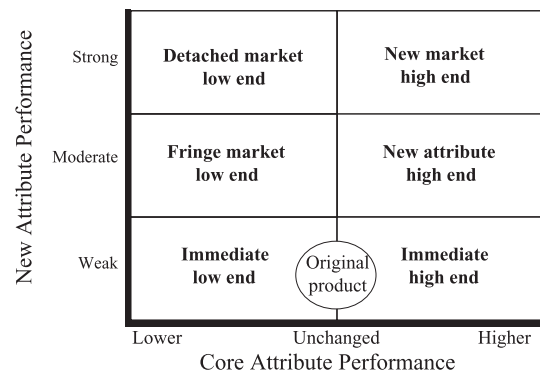 New Attribute Performance
Strong
Detached market
low end
New market
high end
Moderate
Fringe market
low end
New attribute
high end
Weak
Immediate
low end
Original
product
Immediate
high end
Lower
Unchanged
Higher
Core Attribute Performance